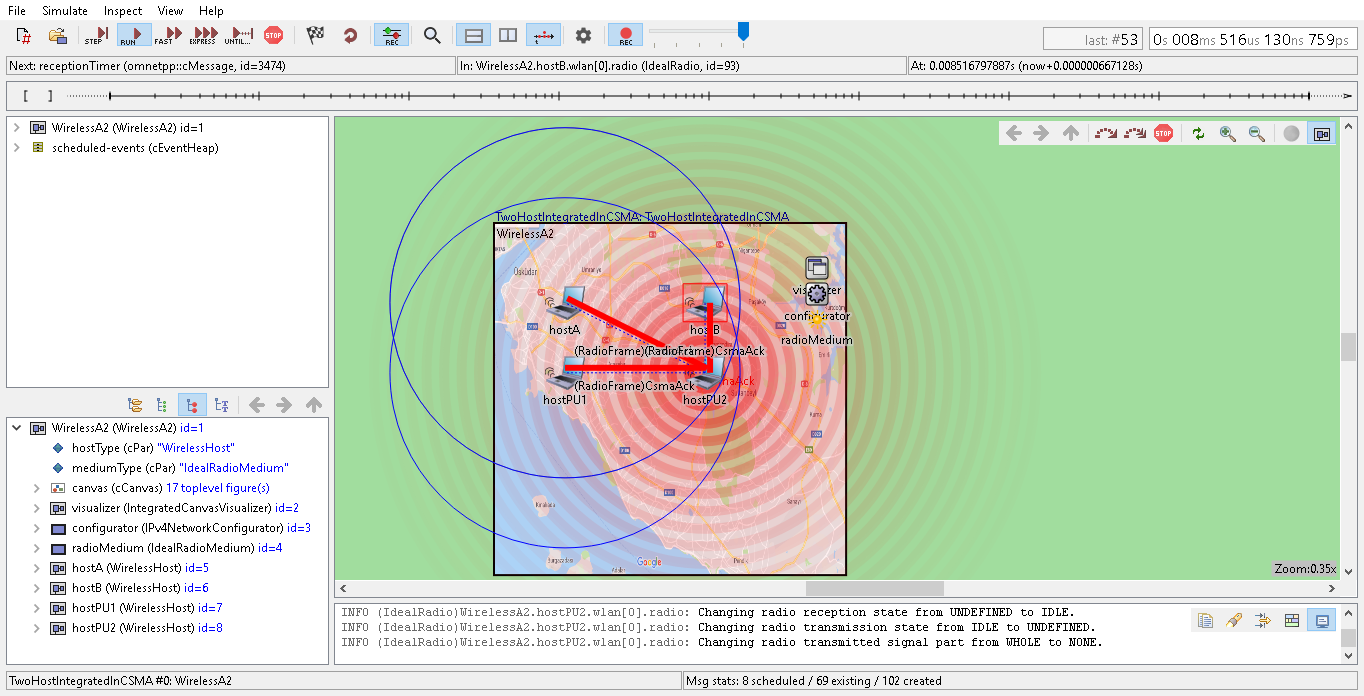 File Simulate Inspect View Help
STEP RUN FAST EXPRESS UNTIL... STOP REC REC
last: #53 0s 008ms 516us 130ns 759ps
Next: receptionTimer (omnetpp::cMessage, id=3474) In: WirelessA2.hostB.wlan[0].radio (IdealRadio, id=93) At: 0.008516797887s (now+0.000000667128s)
[ ]
WirelessA2 (WirelessA2) id=1
scheduled-events (cEventHeap)
STOP
TwoHostIntegratedInCSMA: TwoHostIntegratedInCSMA
WirelessA2
Üsküdar
Ümraniye
hostA
hostB
configurator
radioMedium
(RadioFrame)(RadioFrame)CsmaAck
(RadioFrame)CsmaAck
hostPU1
hostPU2
Google
Zoom:0.35x
WirelessA2 (WirelessA2) id=1
hostType (cPar) "WirelessHost"
mediumType (cPar) "IdealRadioMedium"
canvas (cCanvas) 17 toplevel figure(s)
visualizer (IntegratedCanvasVisualizer) id=2
configurator (IPv4NetworkConfigurator) id=3
radioMedium (IdealRadioMedium) id=4
hostA (WirelessHost) id=5
hostB (WirelessHost) id=6
hostPU1 (WirelessHost) id=7
hostPU2 (WirelessHost) id=8
INFO (IdealRadio)WirelessA2.hostPU2.wlan[0].radio: Changing radio reception state from UNDEFINED to IDLE.
INFO (IdealRadio)WirelessA2.hostPU2.wlan[0].radio: Changing radio transmission state from IDLE to UNDEFINED.
INFO (IdealRadio)WirelessA2.hostPU2.wlan[0].radio: Changing radio transmitted signal part from WHOLE to NONE.
TwoHostIntegratedInCSMA #0: WirelessA2 Msg stats: 8 scheduled / 69 existing / 102 created